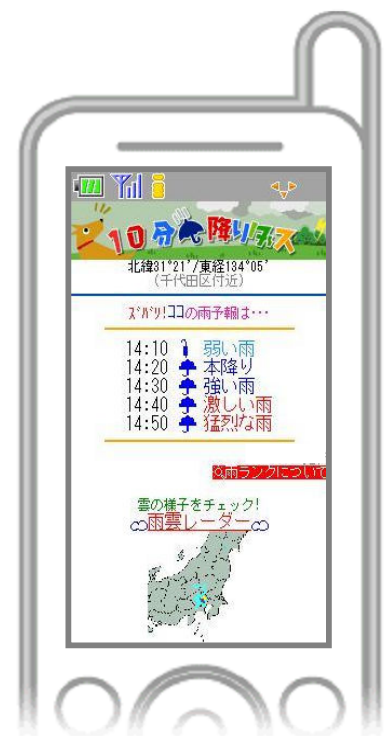 10分天降りダス
北緯31°21'/東経134°05'
(千代田区付近)
ズバリ!ココの雨予報は…
14:10 弱い雨
14:20 本降り
14:30 強い雨
14:40 激しい雨
14:50 猛烈な雨
雨ランクについて
雲の様子をチェック!
雨雲レーダー